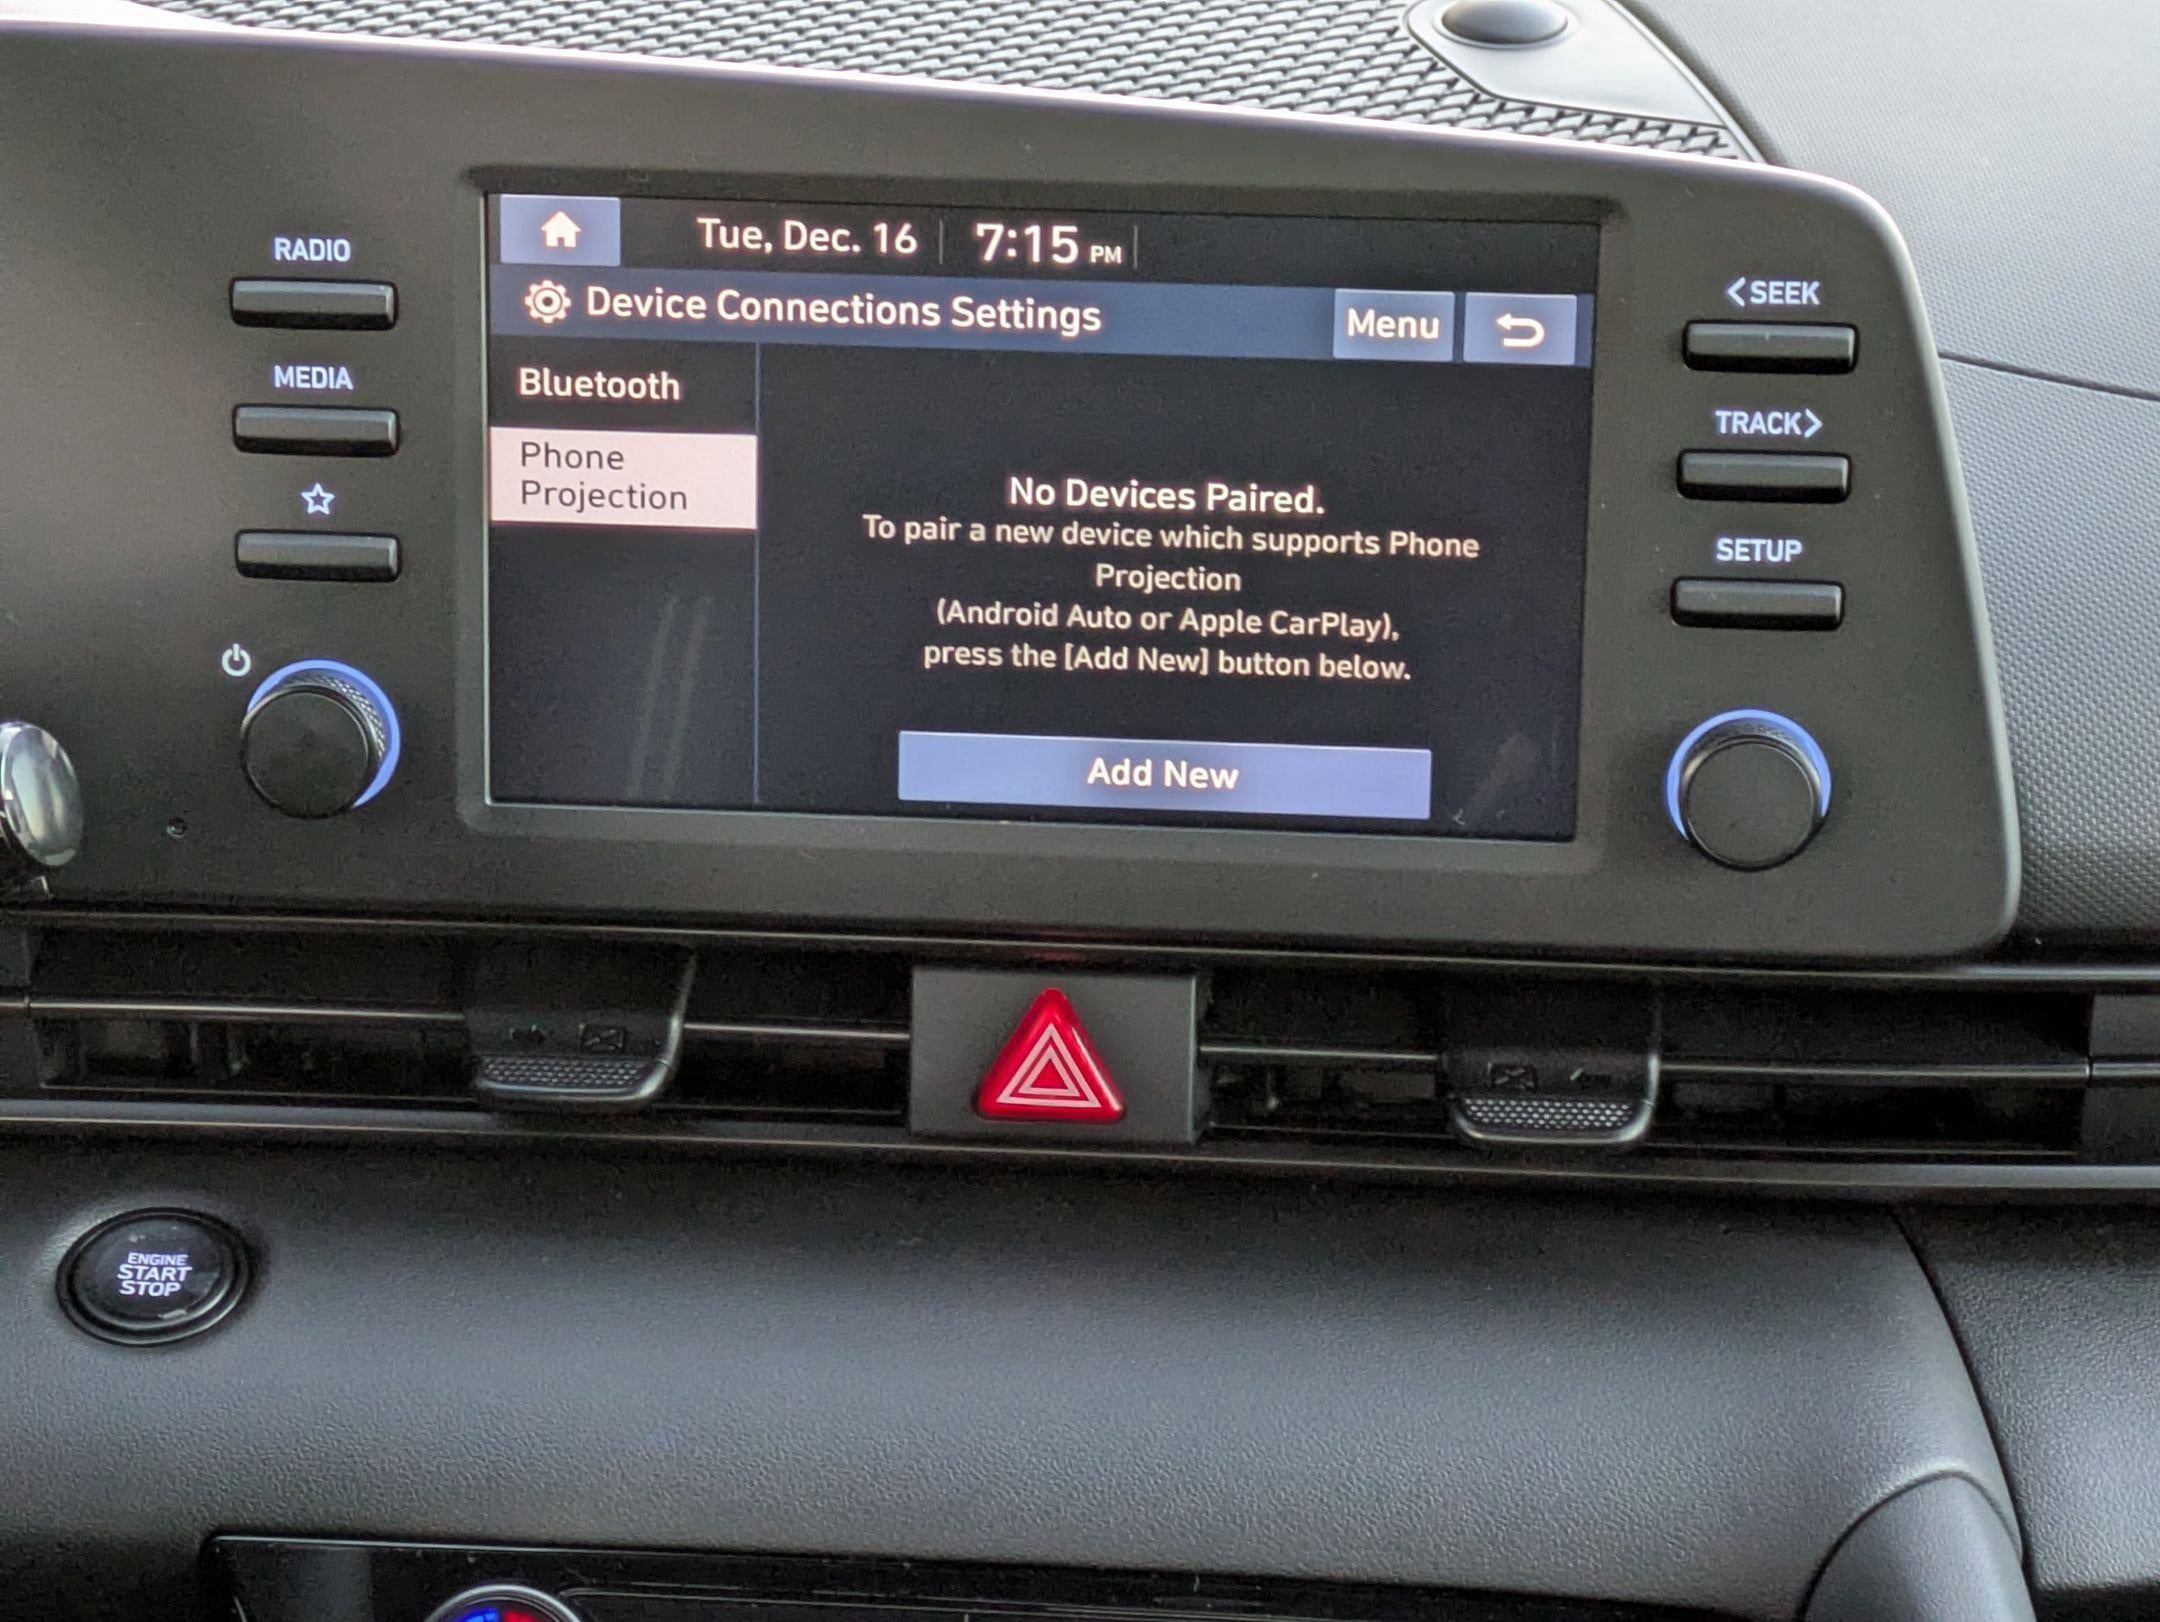 RADIO
MEDIA
Tue, Dec. 16
7:15 PM
Device Connections Settings
Menu
Bluetooth
Phone
Projection
No Devices Paired.
To pair a new device which supports Phone
Projection
(Android Auto or Apple CarPlay),
press the [Add New] button below.
Add New
<SEEK
TRACK>
SETUP
ENGINE
START
STOP